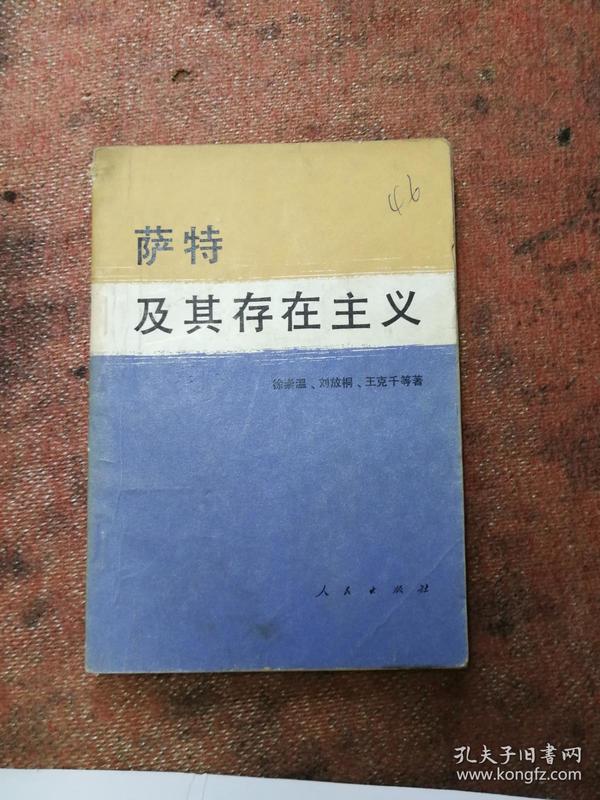 46
萨特
及其存在主义
徐崇温、刘放桐、王克千等著
人民出版社
孔夫子旧書网
www.kongfz.com